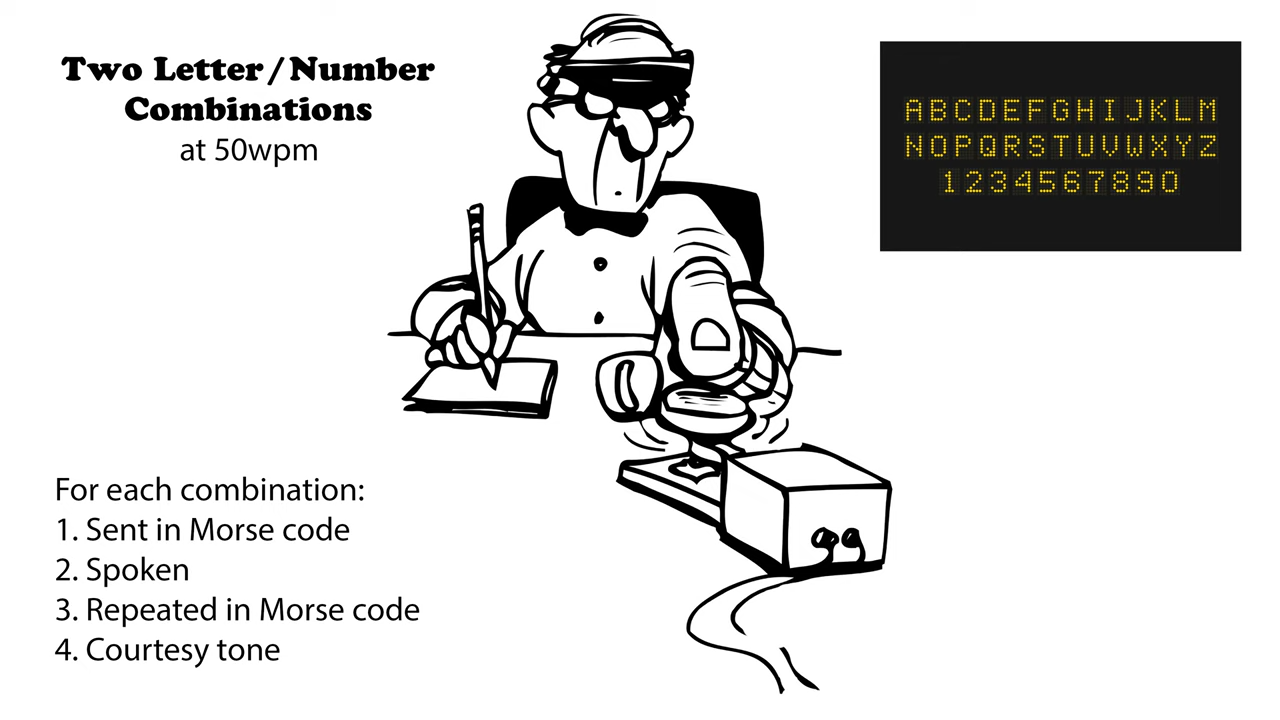 Two Letter/Number
Combinations
at 50wpm
ABCDEFGHIJKLM
NOPQRSTUVWXYZ
1234567890
For each combination:
1. Sent in Morse code
2. Spoken
3. Repeated in Morse code
4. Courtesy tone